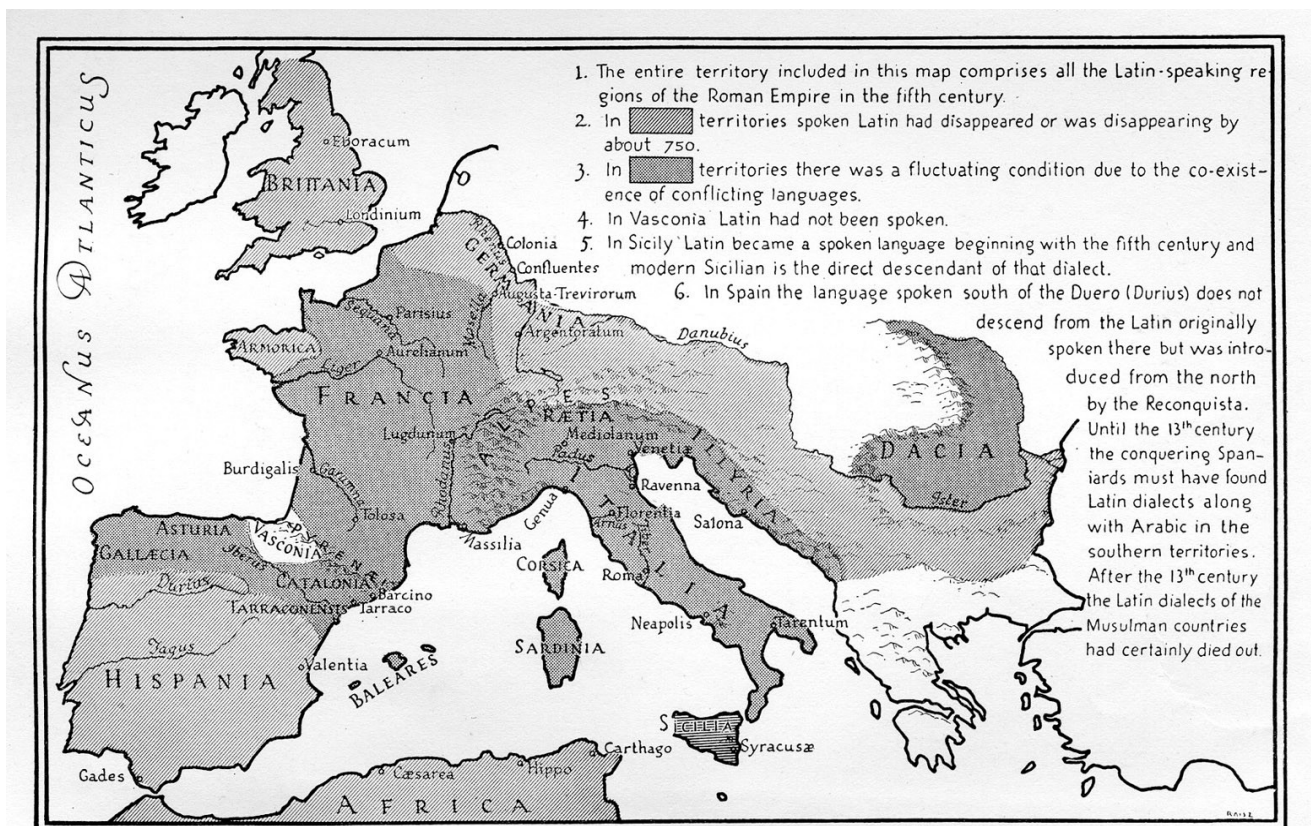 1. The entire territory included in this map comprises all the Latin-speaking re-
gions of the Roman Empire in the fifth century.
2. In territories spoken Latin had disappeared or was disappearing by
about 750.
3. In territories there was a fluctuating condition due to the co-exist-
ence of conflicting languages.
4. In Vasconia Latin had not been spoken.
5. In Sicily Latin became a spoken language beginning with the fifth century and
modern Sicilian is the direct descendant of that dialect.
6. In Spain the language spoken south of the Duero (Durius) does not
descend from the Latin originally
spoken there but was intro-
duced from the north
by the Reconquista.
Until the 13th century
the conquering Span-
iards must have found
Latin dialects along
with Arabic in the
southern territories.
After the 13th century
the Latin dialects of the
Musulman countries
had certainly died out.
OCEANUS ATLANTICUS
Eboracum
BRITTANIA
Londinium
Rhenus
Colonia
GERMANIA
Confluentes
Augusta-Trevirorum
Mosella
Sequana
Parisius
Argentoratum
Danubius
ARMORICA
Liger
Aurelianum
FRANCIA
ALPES
RÆTIA
Lugdunum
Mediolanum
Padus
Venetiæ
ILLYRIA
DACIA
Burdigalis
Garumna
Rhodanus
Ravenna
Ister
Tolosa
Genua
ITALIA
Florentia
Arnus
Salona
ASTURIA
VASCONIA
PYRENÆI
Massilia
Tiber
GALLÆCIA
Iberus
CORSICA
Roma
Durius
CATALONIA
Barcino
TARRACONENSIS
Tarraco
Neapolis
Tarentum
Tagus
Valentia
SARDINIA
HISPANIA
BALEARES
SICILIA
Syracusæ
Carthago
Gades
Cæsarea
Hippo
AFRICA